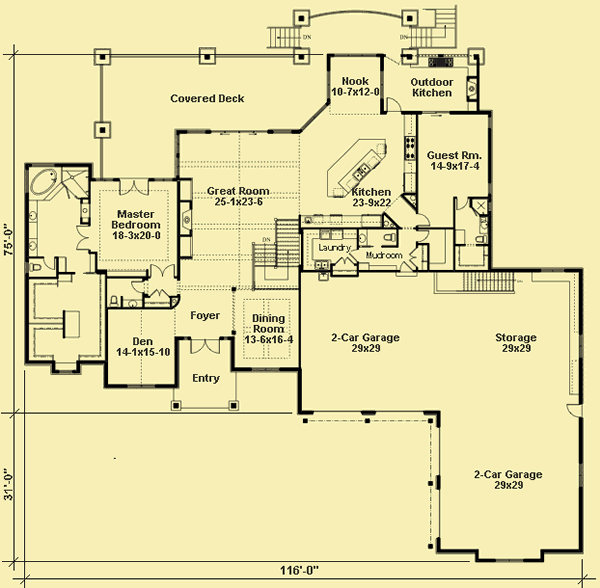 DN
DN
Nook
10-7x12-0
Outdoor
Kitchen
Covered Deck
Guest Rm.
14-9x17-4
Great Room
25-1x23-6
Kitchen
23-9x22
Master
Bedroom
18-3x20-0
75'-0"
DN
Laundry
Mudroom
Foyer
Dining
Room
13-6x16-4
Den
14-1x15-10
2-Car Garage
29x29
Storage
29x29
Entry
31'-0"
2-Car Garage
29x29
116'-0"